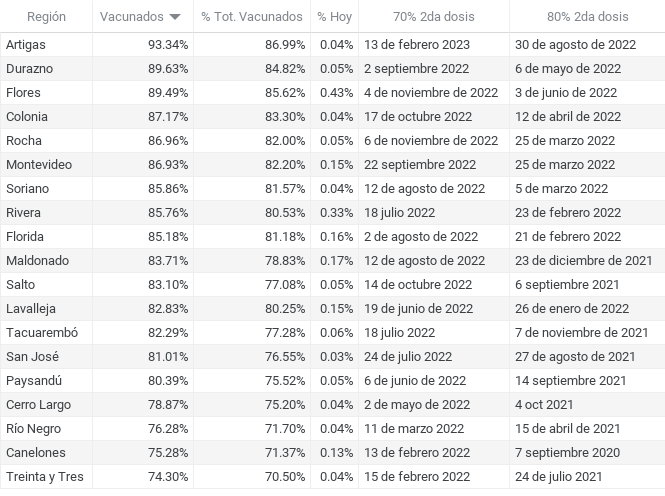 Región Vacunados % Tot. Vacunados % Hoy 70% 2da dosis 80% 2da dosis
Artigas 93.34% 86.99% 0.04% 13 de febrero 2023 30 de agosto de 2022
Durazno 89.63% 84.82% 0.05% 2 septiembre 2022 6 de mayo de 2022
Flores 89.49% 85.62% 0.43% 4 de noviembre de 2022 3 de junio de 2022
Colonia 87.17% 83.30% 0.04% 17 de octubre 2022 12 de abril de 2022
Rocha 86.96% 82.00% 0.05% 6 de noviembre de 2022 25 de marzo 2022
Montevideo 86.93% 82.20% 0.15% 22 septiembre 2022 25 de marzo 2022
Soriano 85.86% 81.57% 0.04% 12 de agosto de 2022 5 de marzo 2022
Rivera 85.76% 80.53% 0.33% 18 julio 2022 23 de febrero 2022
Florida 85.18% 81.18% 0.16% 2 de agosto de 2022 21 de febrero 2022
Maldonado 83.71% 78.83% 0.17% 12 de agosto de 2022 23 de diciembre de 2021
Salto 83.10% 77.08% 0.05% 14 de octubre 2022 6 septiembre 2021
Lavalleja 82.83% 80.25% 0.15% 19 de junio de 2022 26 de enero de 2022
Tacuarembó 82.29% 77.28% 0.06% 18 julio 2022 7 de noviembre de 2021
San José 81.01% 76.55% 0.03% 24 de julio 2022 27 de agosto de 2021
Paysandú 80.39% 75.52% 0.05% 6 de junio de 2022 14 septiembre 2021
Cerro Largo 78.87% 75.20% 0.04% 2 de mayo de 2022 4 oct 2021
Río Negro 76.28% 71.70% 0.04% 11 de marzo 2022 15 de abril de 2021
Canelones 75.28% 71.37% 0.13% 13 de febrero 2022 7 septiembre 2020
Treinta y Tres 74.30% 70.50% 0.04% 15 de febrero 2022 24 de julio 2021